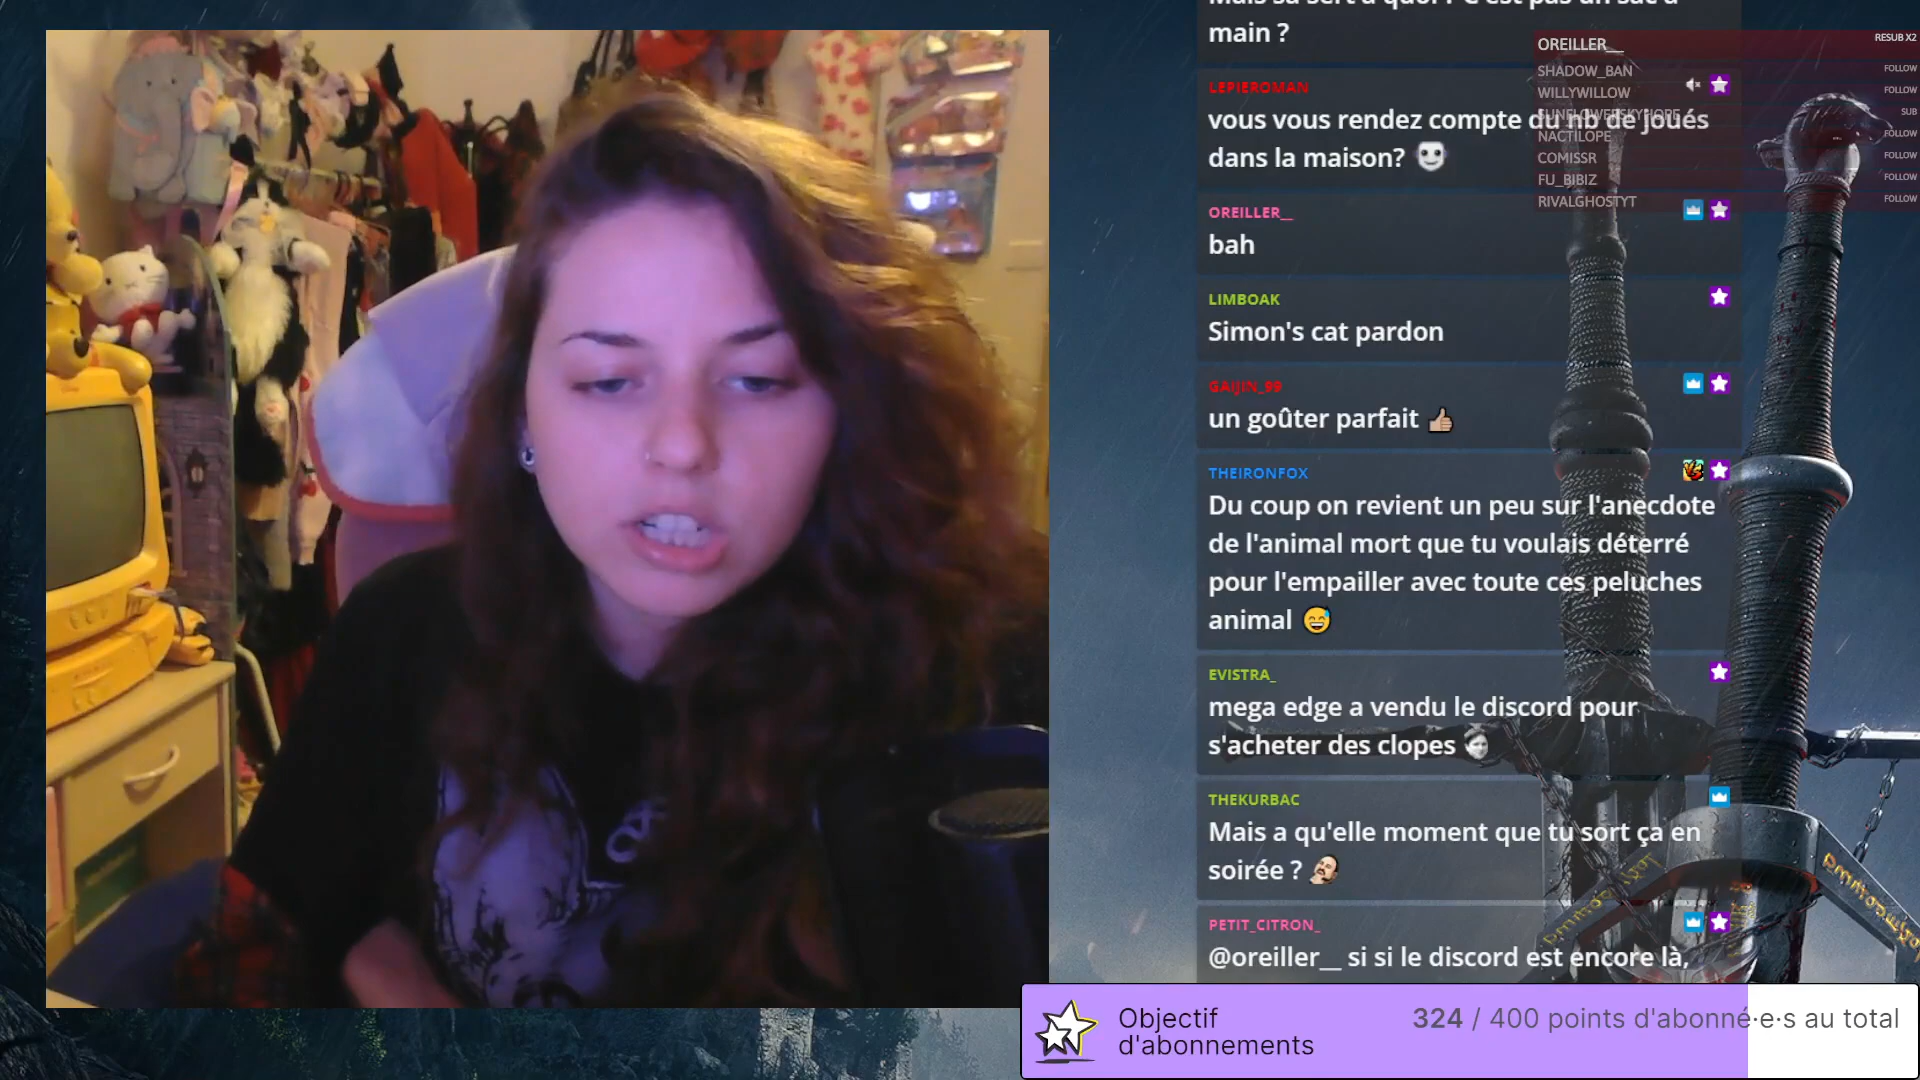 main ?
LEPIEROMAN
vous vous rendez compte du nb de joués
dans la maison?
OREILLER__
bah
LIMBOAK
Simon's cat pardon
GAIJIN_99
un goûter parfait
THEIRONFOX
Du coup on revient un peu sur l'anecdote
de l'animal mort que tu voulais déterré
pour l'empailler avec toute ces peluches
animal
EVISTRA_
mega edge a vendu le discord pour
s'acheter des clopes
THEKURBAC
Mais a qu'elle moment que tu sort ça en
soirée ?
PETIT_CITRON_
@oreiller__ si si le discord est encore là,
OREILLER__ RESUB X2
SHADOW_BAN FOLLOW
WILLYWILLOW FOLLOW
SUNFLOWERSKYHOPE SUB
NACTILOPE FOLLOW
COMISSR FOLLOW
FU_BIBIZ FOLLOW
RIVALGHOSTYT FOLLOW
Objectif
d'abonnements
324 / 400 points d'abonné·e·s au total